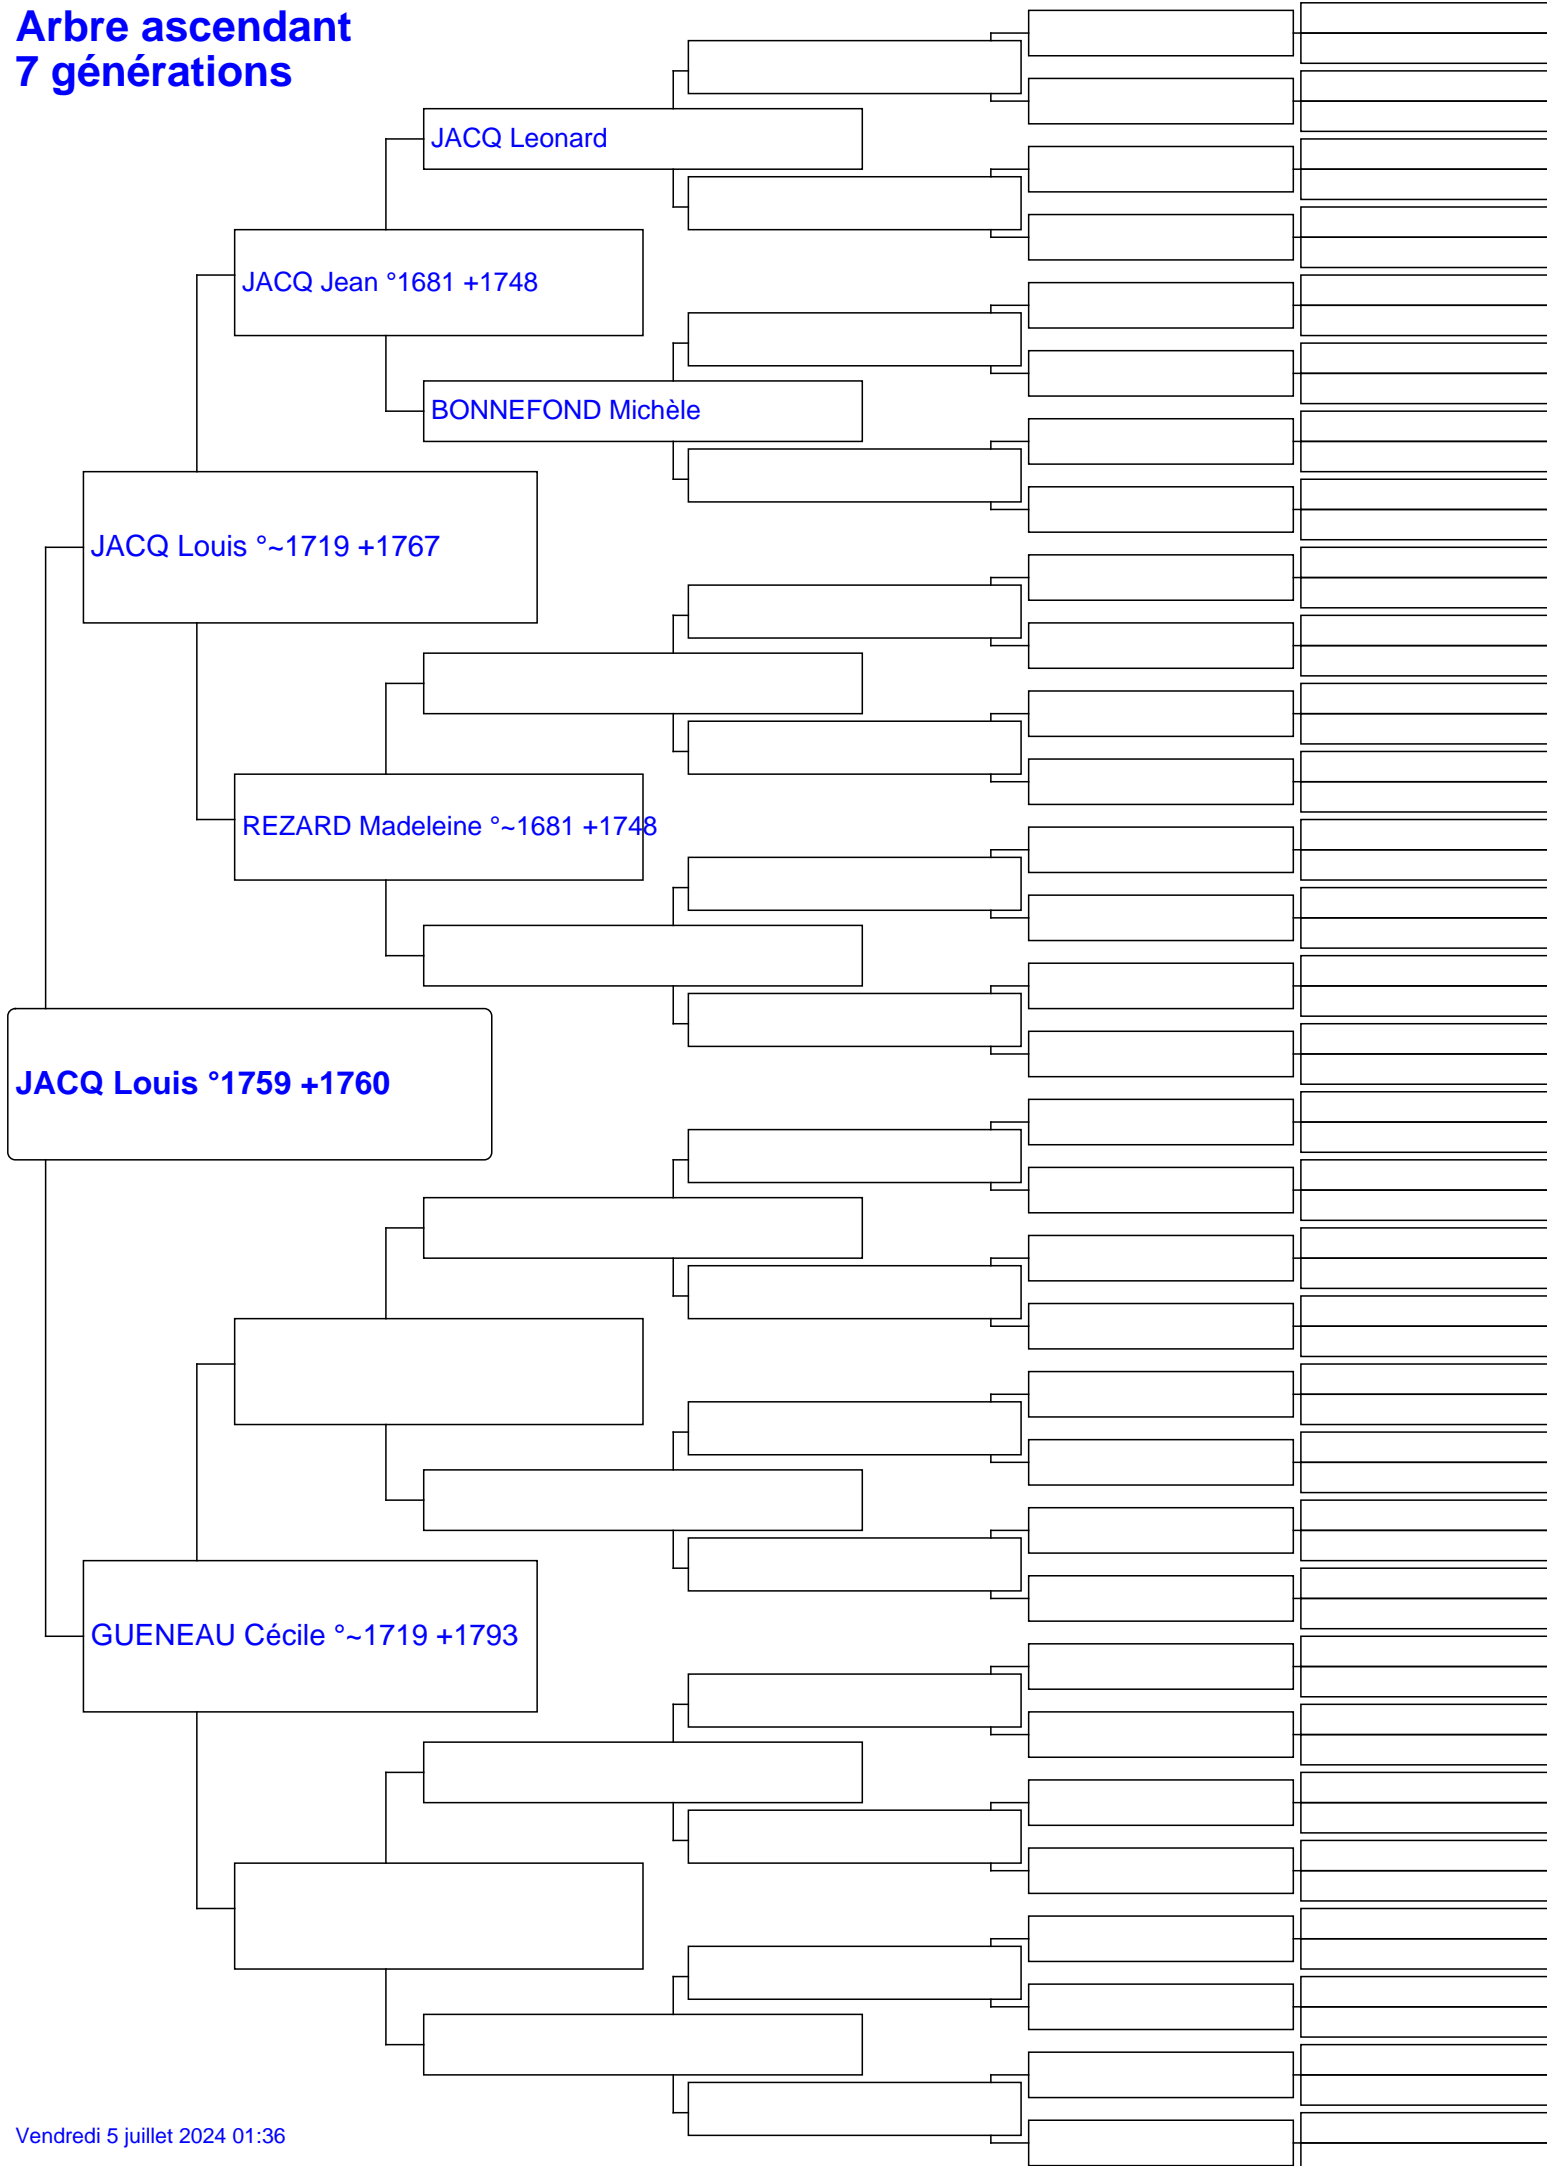 Arbre ascendant
7 générations
JACQ Leonard
JACQ Jean °1681 +1748
BONNEFOND Michèle
JACQ Louis °~1719 +1767
REZARD Madeleine °~1681 +1748
JACQ Louis °1759 +1760
GUENEAU Cécile °~1719 +1793
Vendredi 5 juillet 2024 01:36